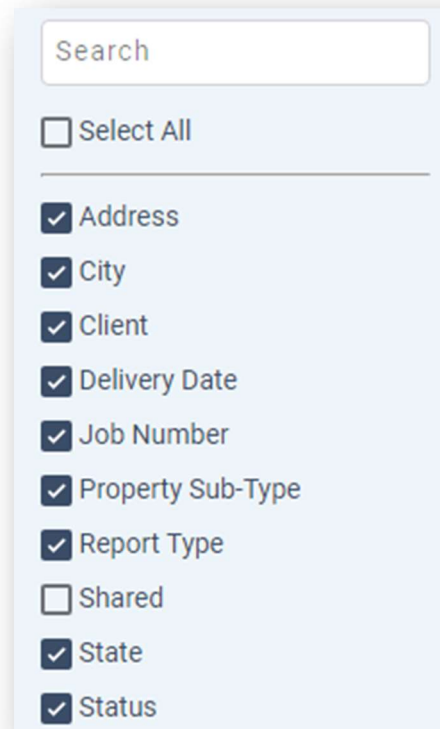 Search
Select All
Address
City
Client
Delivery Date
Job Number
Property Sub-Type
Report Type
Shared
State
Status